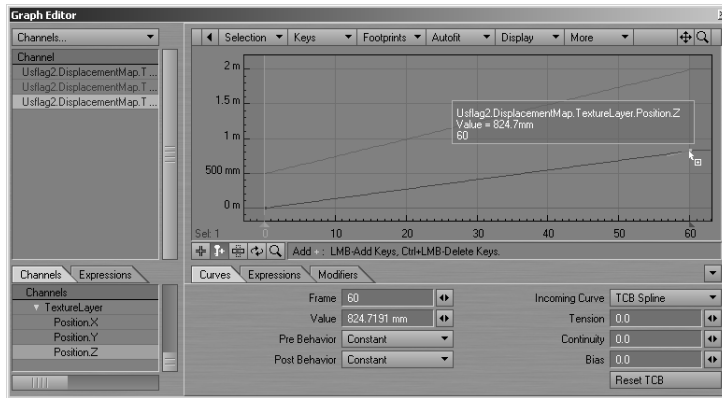 Graph Editor
Channels...
Selection Keys Footprints Autofit Display More
Channel
Usflag2.DisplacementMap.T ...
Usflag2.DisplacementMap.T ...
Usflag2.DisplacementMap.T ...
2 m
1.5 m
1 m
500 mm
0 m
Usflag2.DisplacementMap.TextureLayer.Position.Z
Value = 824.7mm
60
Sel: 1
0 10 20 30 40 50 60
Add + : LMB-Add Keys, Ctrl+LMB-Delete Keys.
Channels Expressions
Curves Expressions Modifiers
Channels
TextureLayer
Position.X
Position.Y
Position.Z
Frame 60
Value 824.7191 mm
Pre Behavior Constant
Post Behavior Constant
Incoming Curve TCB Spline
Tension 0.0
Continuity 0.0
Bias 0.0
Reset TCB